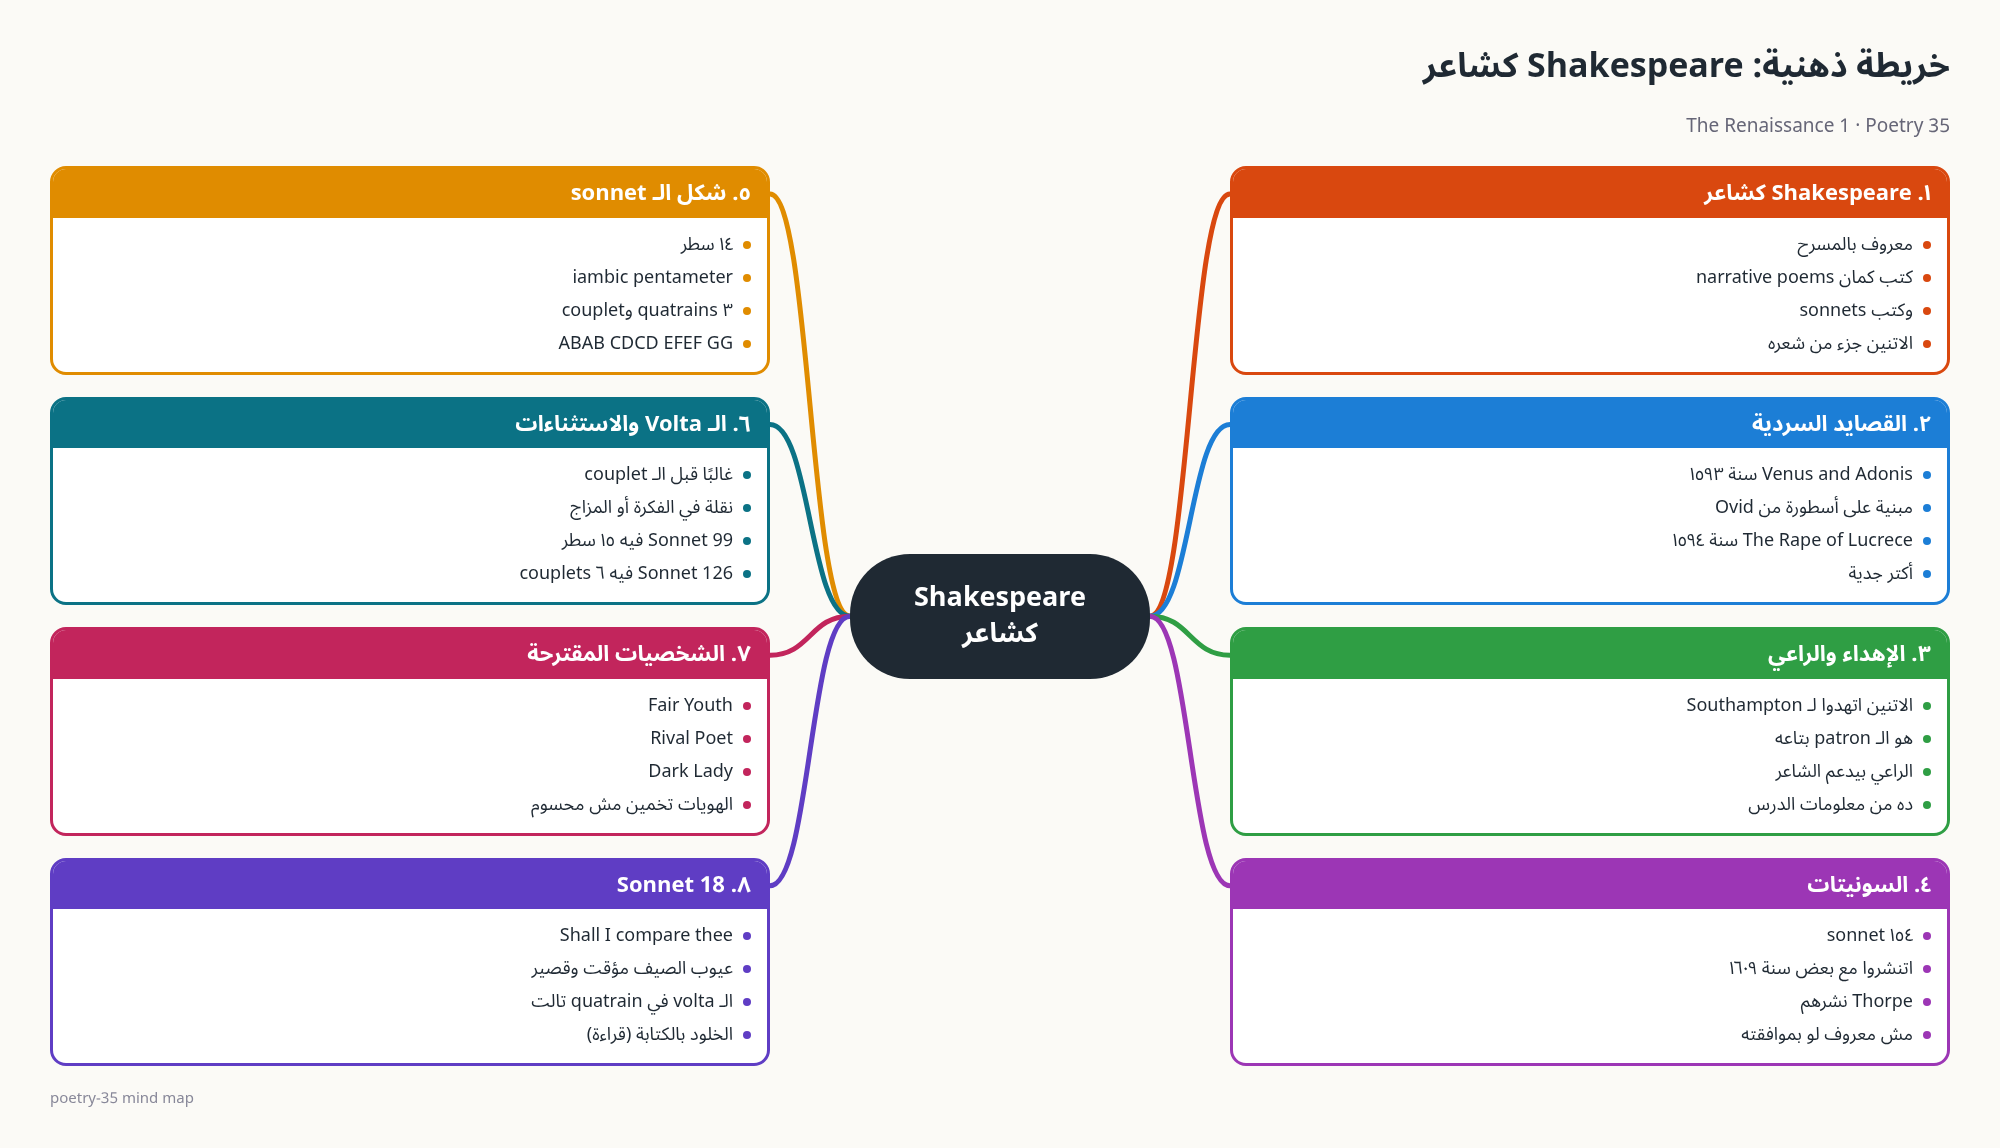 خريطة ذهنية: Shakespeare كشاعر
The Renaissance 1 · Poetry 35
١. Shakespeare كشاعر
معروف بالمسرح
كتب كمان narrative poems
وكتب sonnets
الاتنين جزء من شعره
٢. القصايد السردية
Venus and Adonis سنة ١٥٩٣
مبنية على أسطورة من Ovid
The Rape of Lucrece سنة ١٥٩٤
أكتر جدية
٣. الإهداء والراعي
الاتنين اتهدوا لـ Southampton
هو الـ patron بتاعه
الراعي بيدعم الشاعر
ده من معلومات الدرس
٤. السونيتات
١٥٤ sonnet
اتنشروا مع بعض سنة ١٦٠٩
Thorpe نشرهم
مش معروف لو بموافقته
Shakespeare
كشاعر
٥. شكل الـ sonnet
١٤ سطر
iambic pentameter
٣ quatrains وcouplet
ABAB CDCD EFEF GG
٦. الـ Volta والاستثناءات
غالبًا قبل الـ couplet
نقلة في الفكرة أو المزاج
Sonnet 99 فيه ١٥ سطر
Sonnet 126 فيه ٦ couplets
٧. الشخصيات المقترحة
Fair Youth
Rival Poet
Dark Lady
الهويات تخمين مش محسوم
٨. Sonnet 18
Shall I compare thee
عيوب الصيف مؤقت وقصير
الـ volta في quatrain تالت
الخلود بالكتابة (قراءة)
poetry-35 mind map